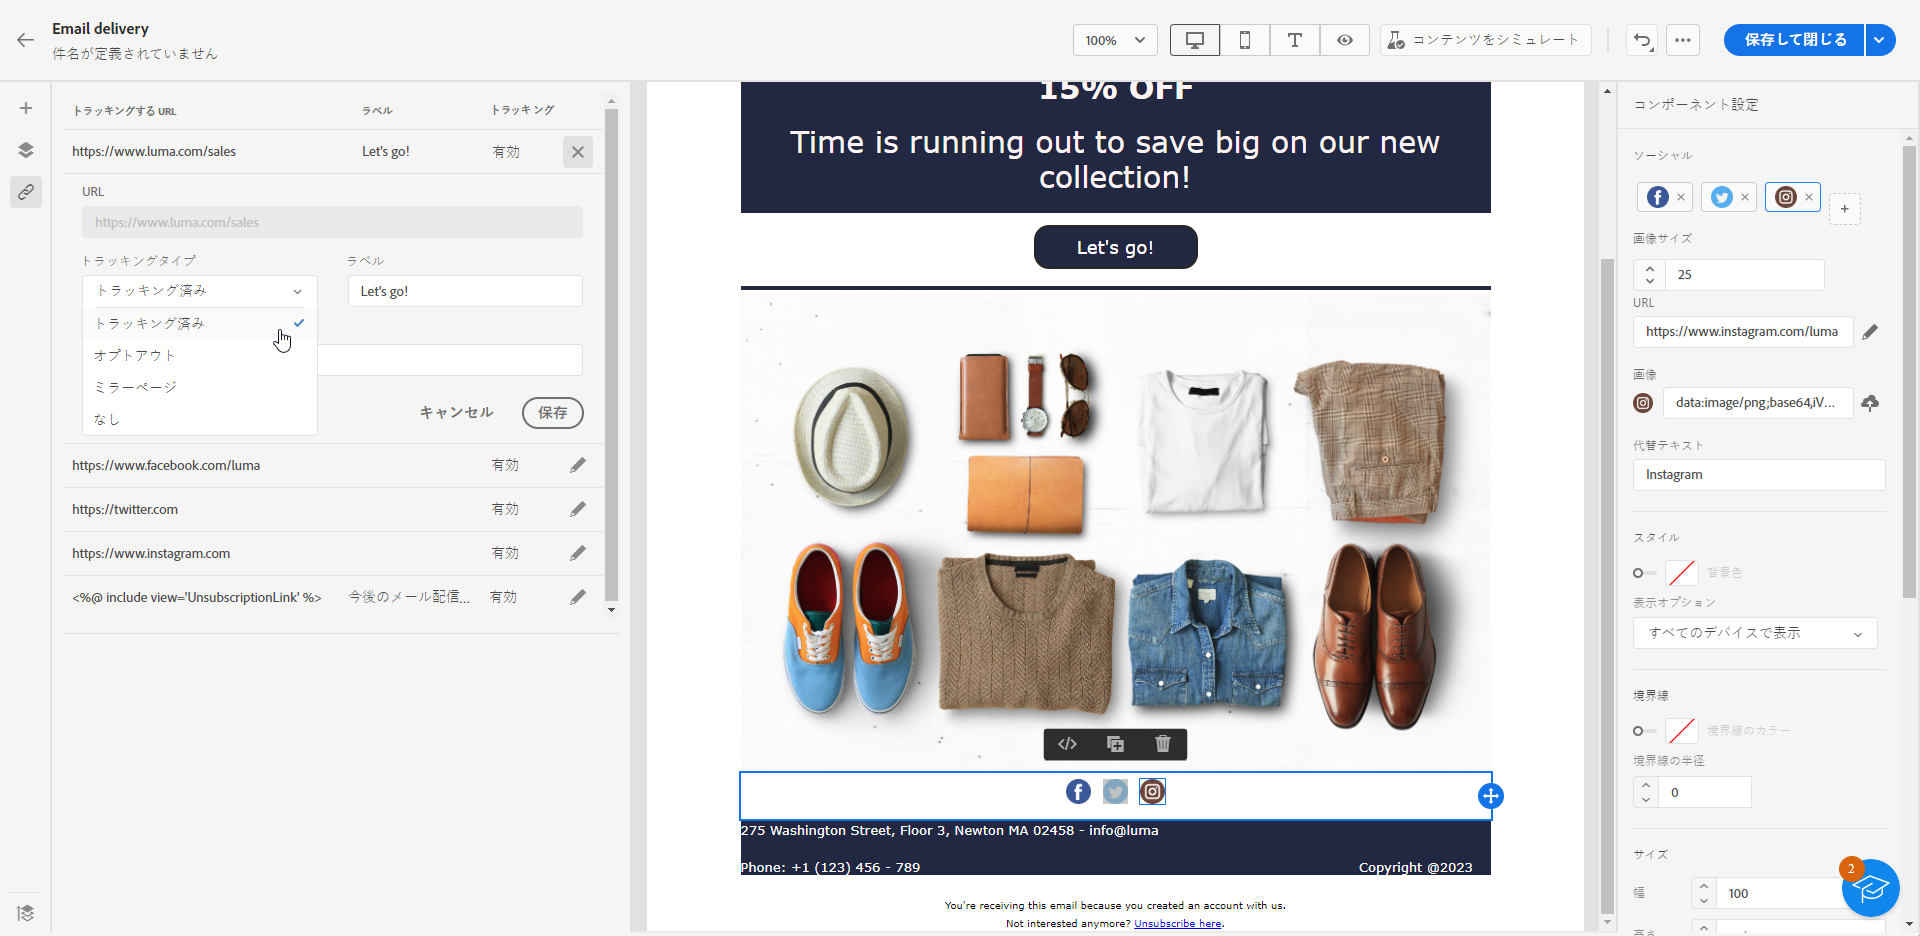 Email delivery
件名が定義されていません
100%
コンテンツをシミュレート
保存して閉じる
トラッキングする URL
ラベル
トラッキング
https://www.luma.com/sales
Let's go!
有効
URL
https://www.luma.com/sales
トラッキングタイプ
ラベル
トラッキング済み
Let's go!
トラッキング済み
オプトアウト
ミラーページ
なし
キャンセル
保存
https://www.facebook.com/luma
有効
https://twitter.com
有効
https://www.instagram.com
有効
<%@ include view='UnsubscriptionLink' %>
今後のメール配信...
有効
15% OFF
Time is running out to save big on our new
collection!
Let's go!
275 Washington Street, Floor 3, Newton MA 02458 - info@luma
Phone: +1 (123) 456 - 789
Copyright @2023
You're receiving this email because you created an account with us.
Not interested anymore? Unsubscribe here.
コンポーネント設定
ソーシャル
画像サイズ
25
URL
https://www.instagram.com/luma
画像
data:image/png;base64,iV...
代替テキスト
Instagram
スタイル
背景色
表示オプション
すべてのデバイスで表示
境界線
境界線のカラー
境界線の半径
0
サイズ
2
幅
100
高さ